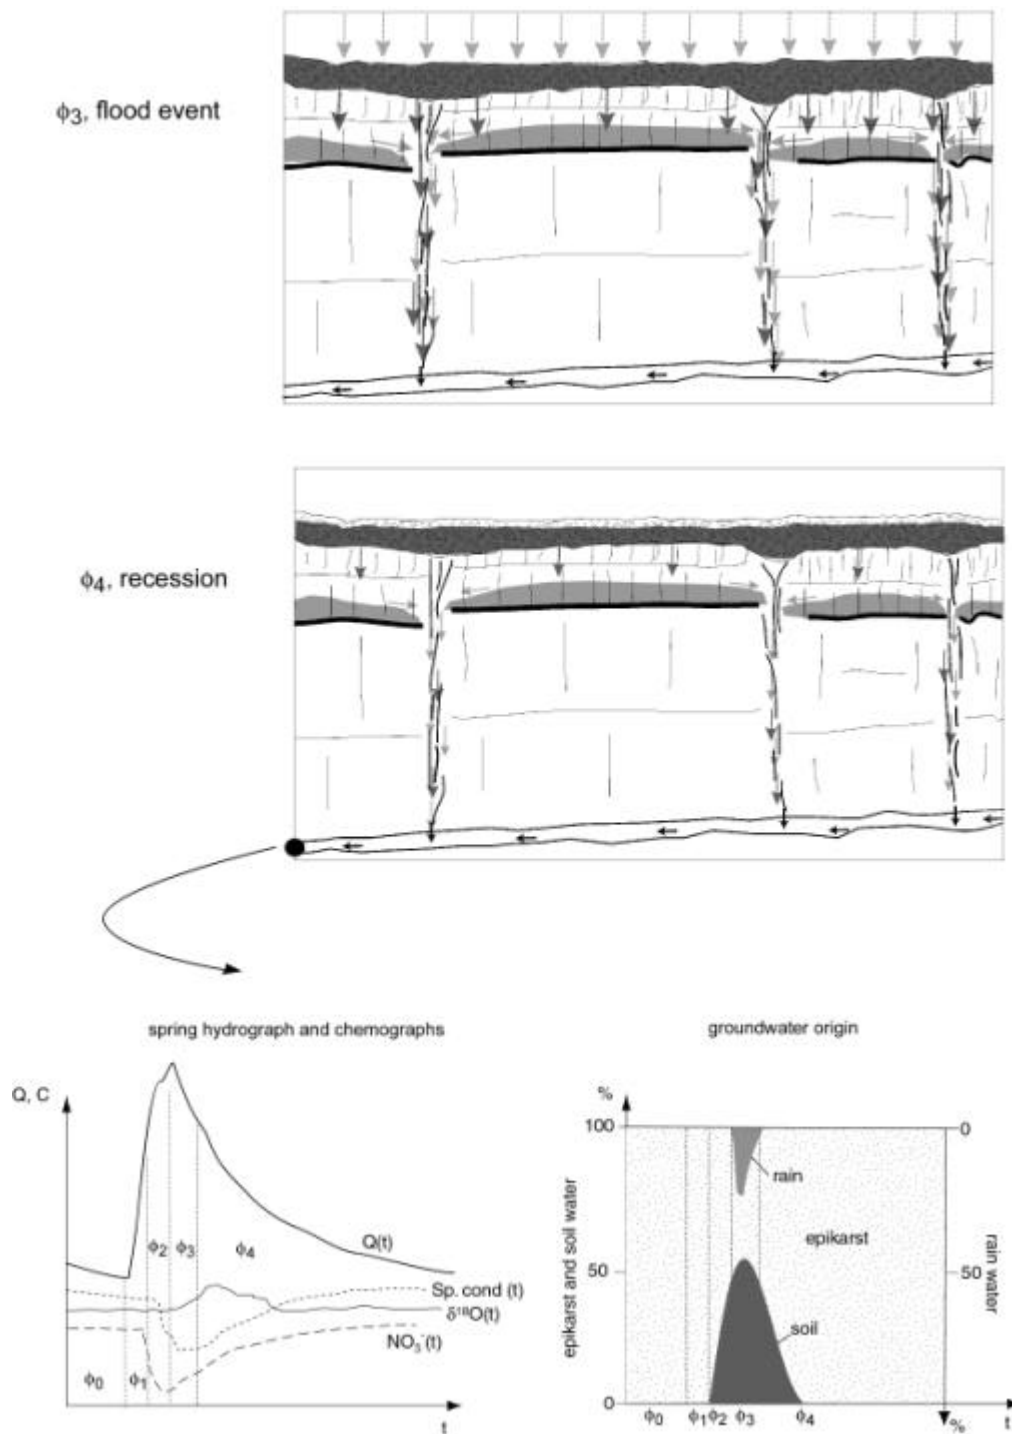 ϕ3, flood event
ϕ4, recession
spring hydrograph and chemographs
Q, C
ϕ2
ϕ3
ϕ4
Q(t)
Sp. cond (t)
δ¹⁸O(t)
NO₃⁻(t)
ϕ0
ϕ1
t
groundwater origin
%
100
0
rain
epikarst
50
50
soil
epikarst and soil water
rain water
0
ϕ0
ϕ1
ϕ2
ϕ3
ϕ4
%
t